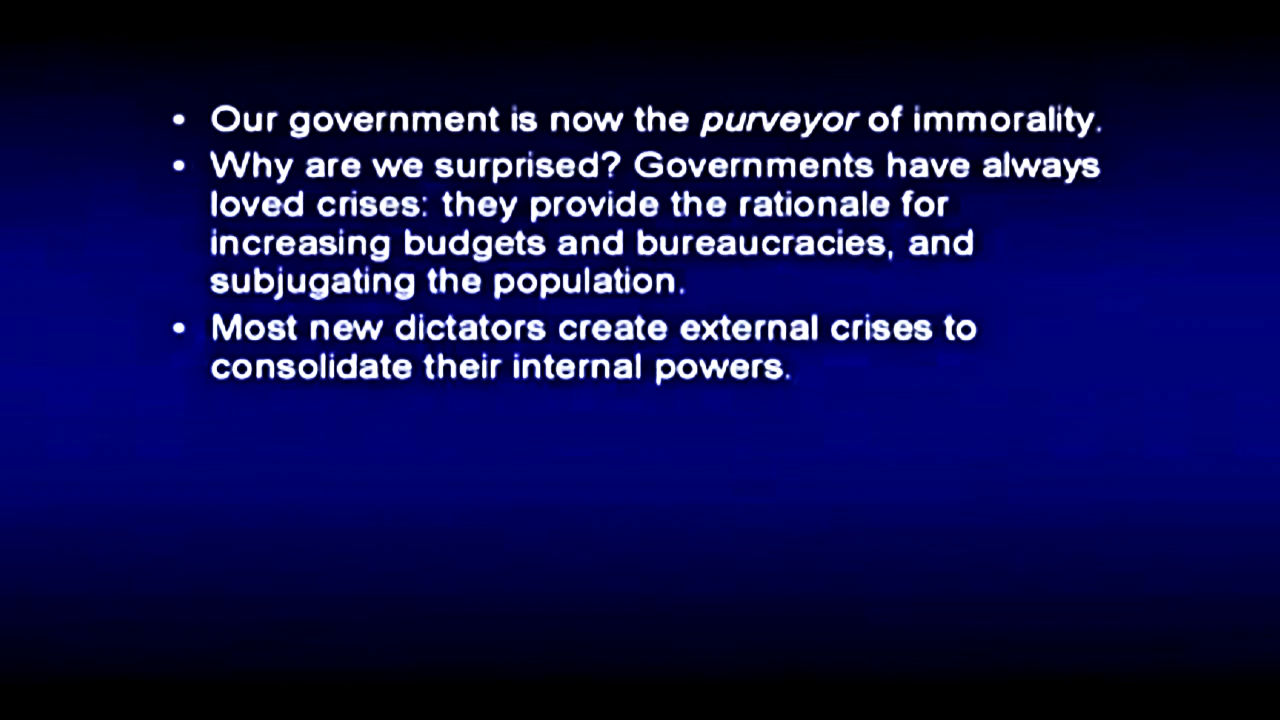 • Our government is now the purveyor of immorality.
• Why are we surprised? Governments have always
loved crises: they provide the rationale for
increasing budgets and bureaucracies, and
subjugating the population.
• Most new dictators create external crises to
consolidate their internal powers.